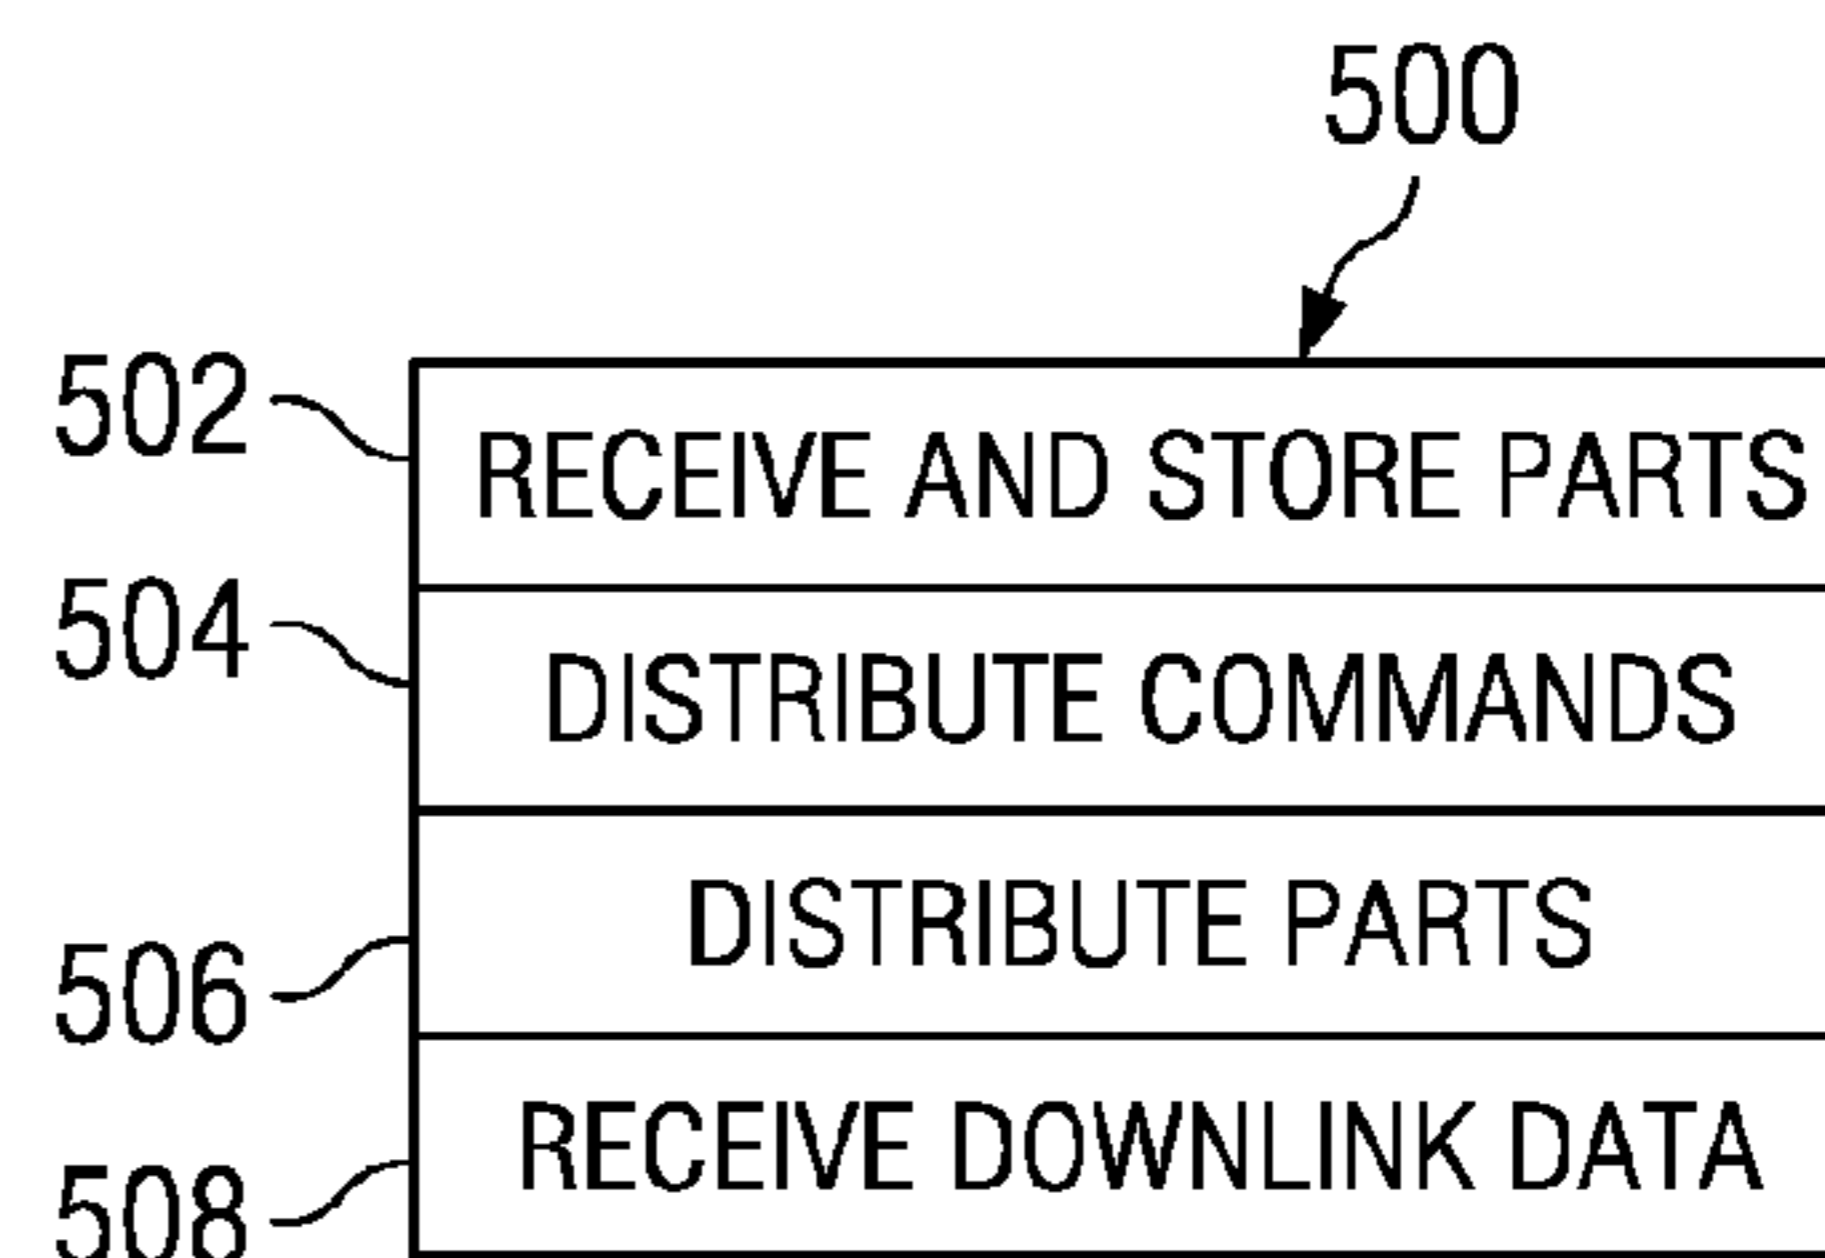 500
502 RECEIVE AND STORE PARTS
504 DISTRIBUTE COMMANDS
506 DISTRIBUTE PARTS
508 RECEIVE DOWNLINK DATA